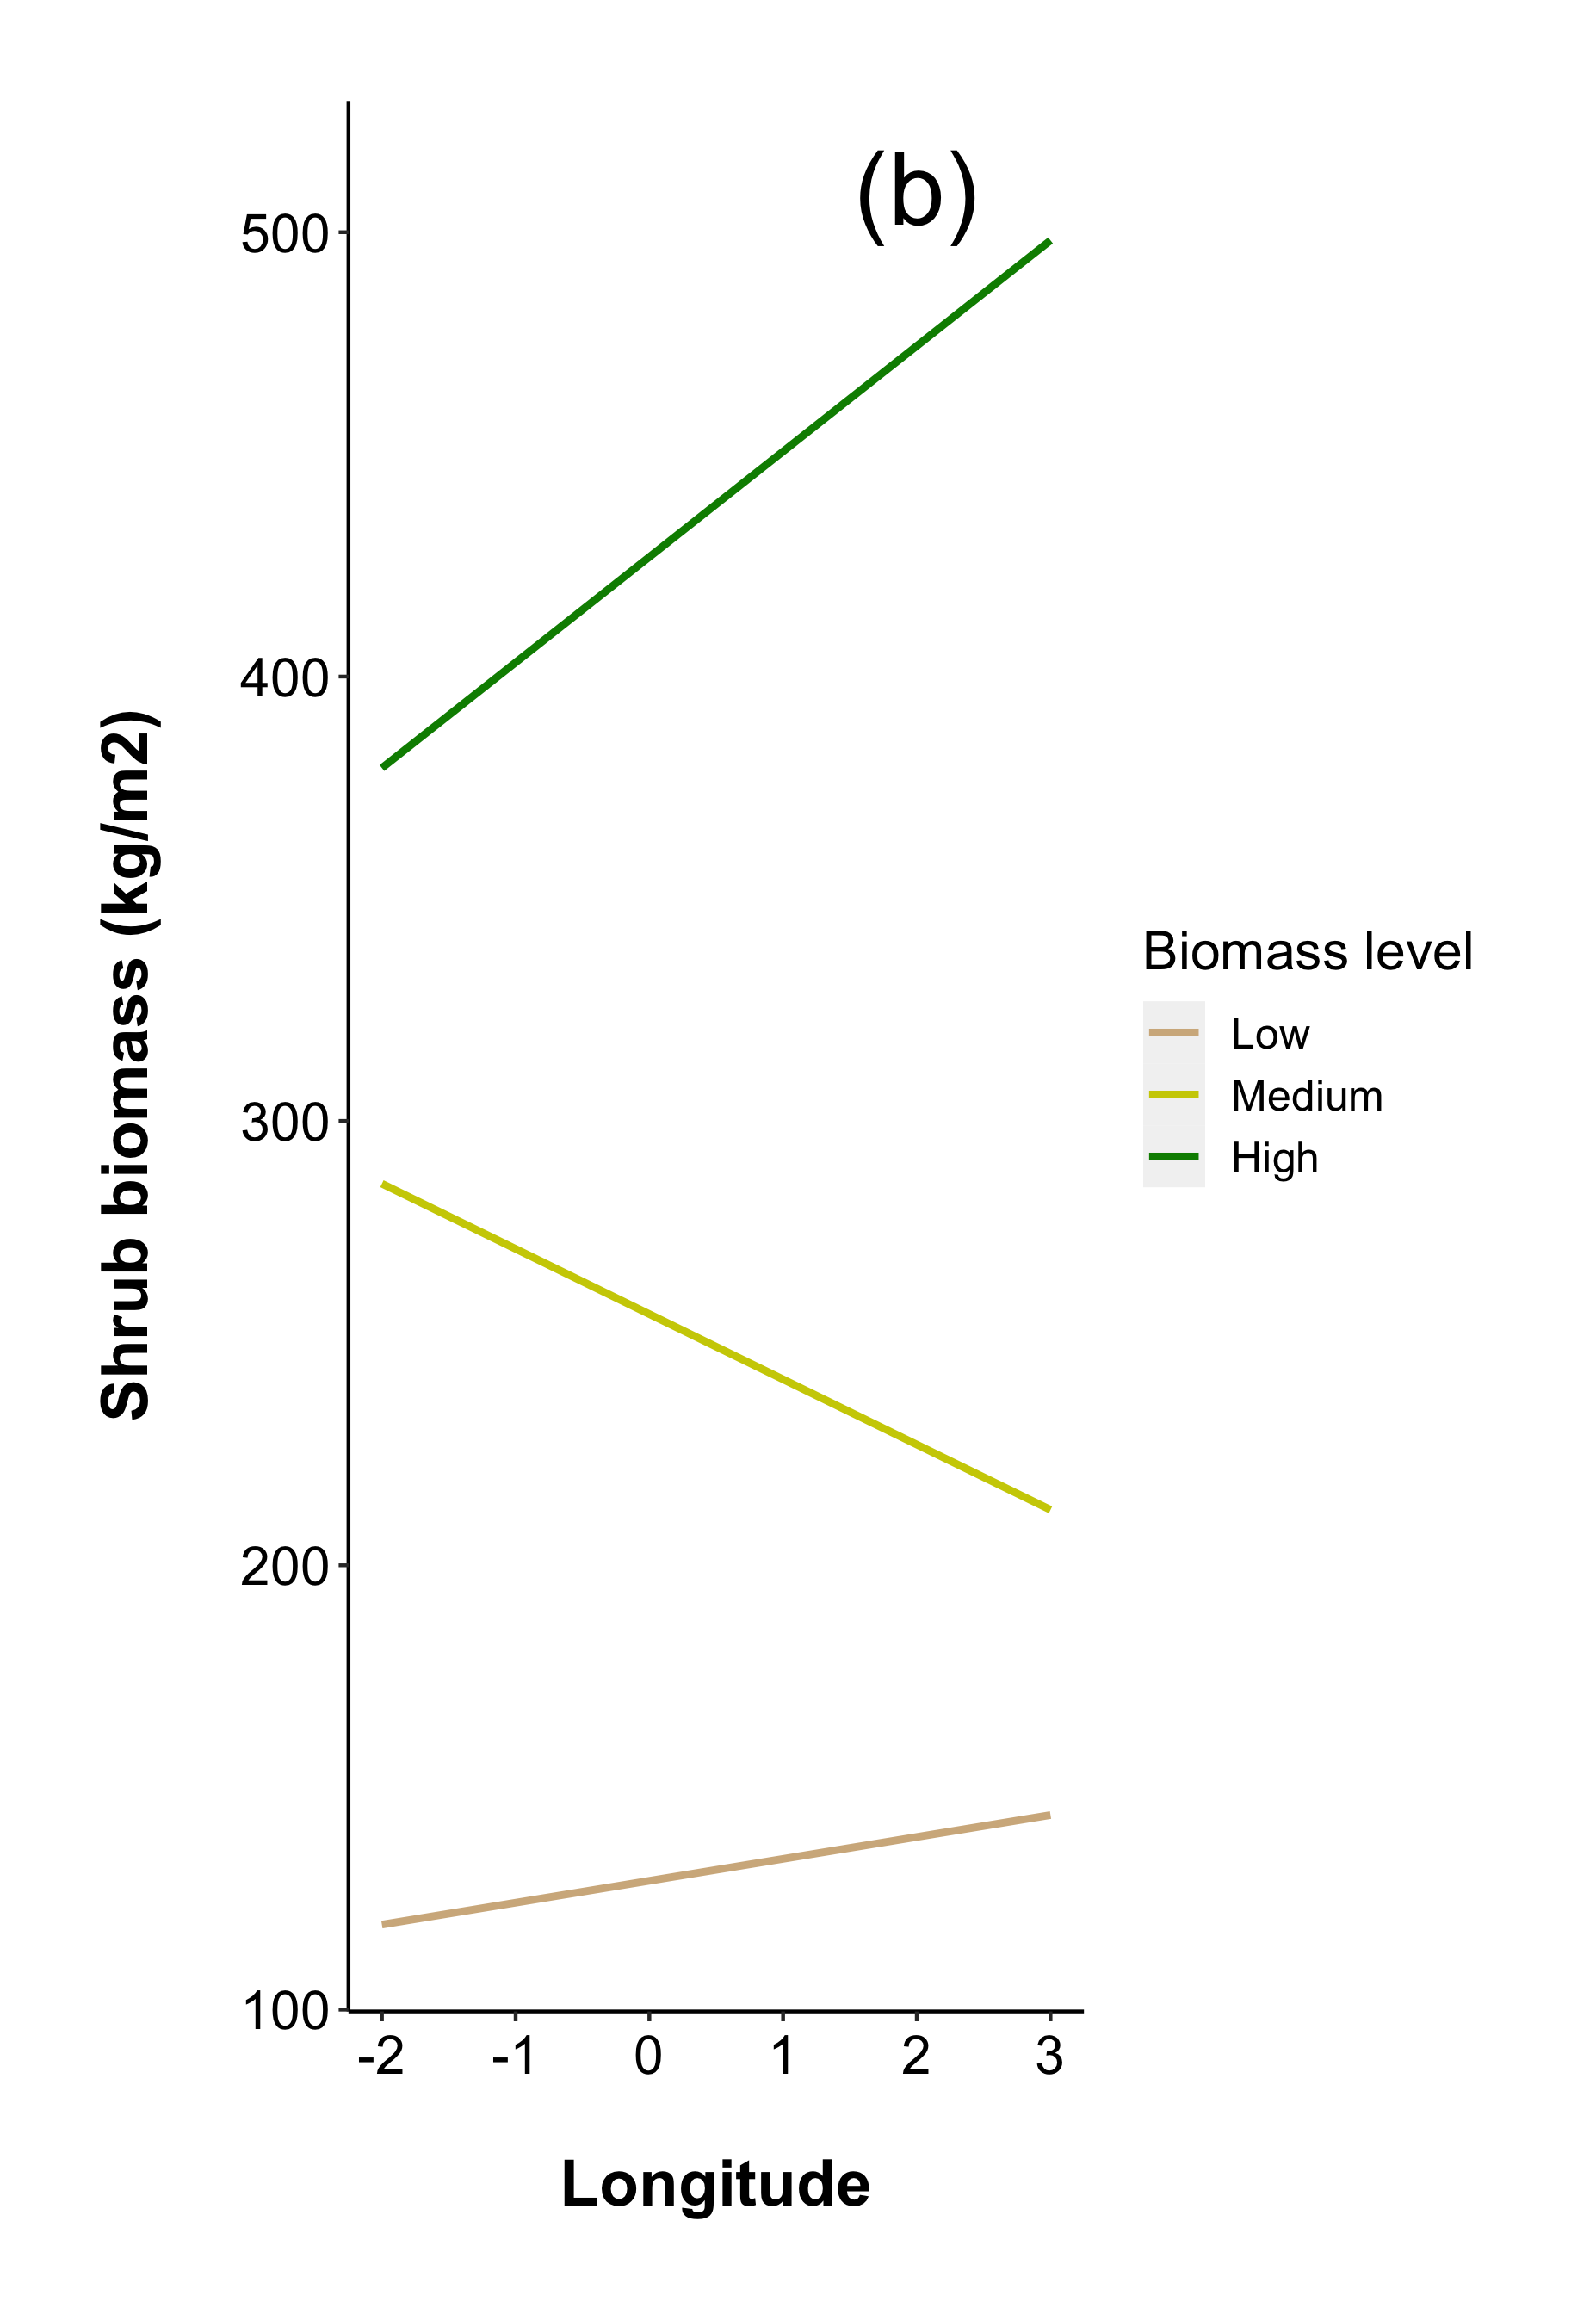 (b)
500
400
300
200
100
Shrub biomass (kg/m2)
-2 -1 0 1 2 3
Longitude
Biomass level
Low
Medium
High